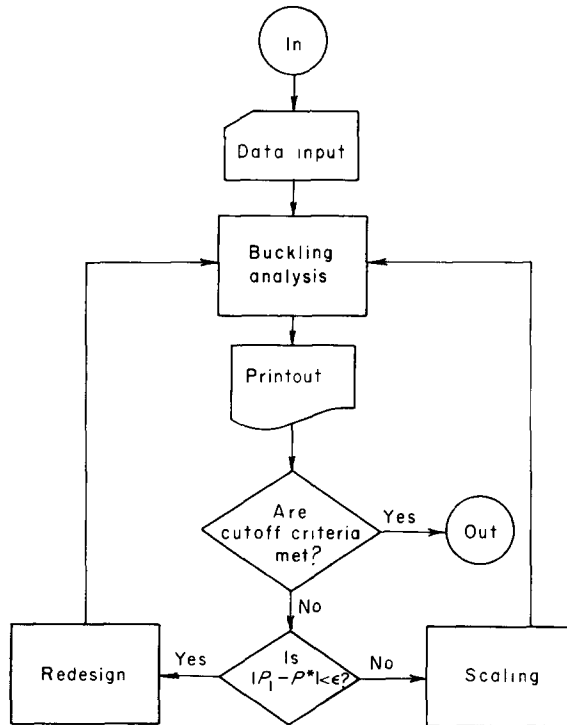 In
Data input
Buckling
analysis
Printout
Are
cutoff criteria
met?
Yes
Out
No
Redesign
Yes
Is
|P₁ – P*| < ϵ?
No
Scaling